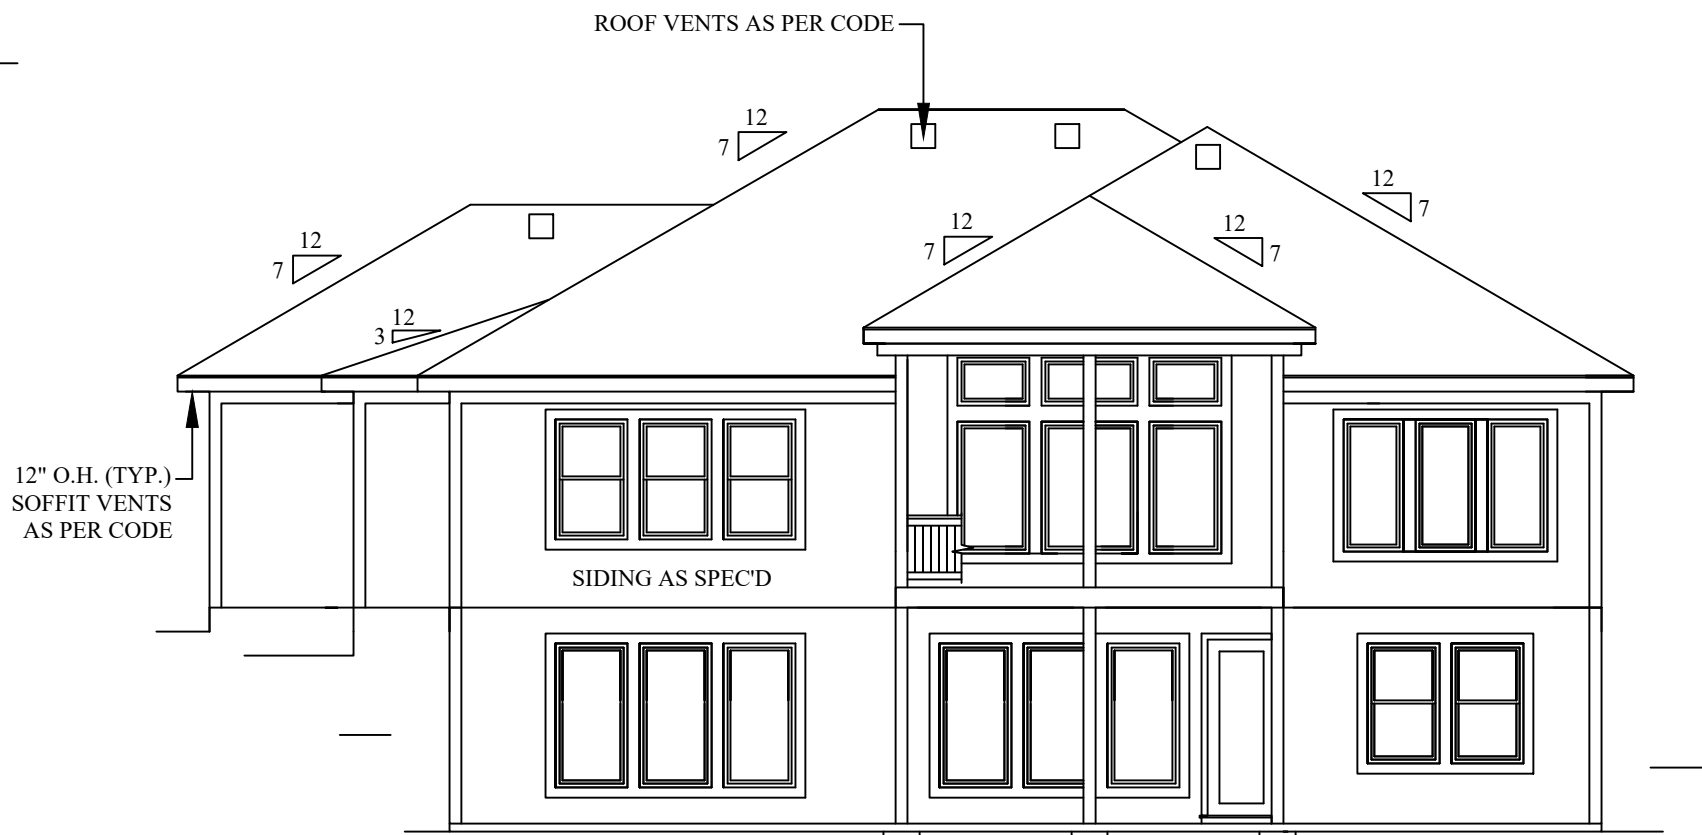 ROOF VENTS AS PER CODE
12
7
12
7
12
7
12
7
12
7
12
3
12" O.H. (TYP.)
SOFFIT VENTS
AS PER CODE
SIDING AS SPEC'D